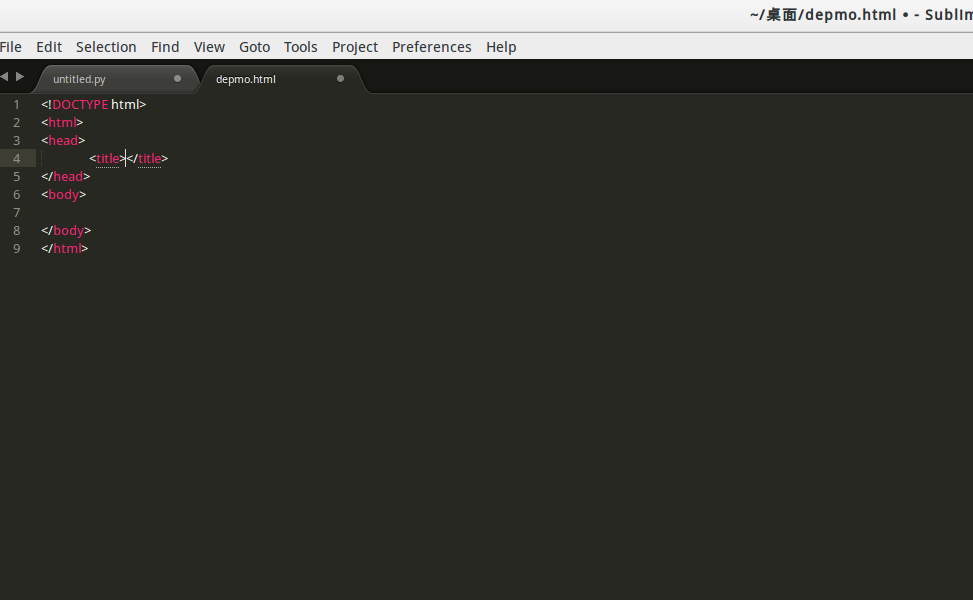 ~/桌面/depmo.html • - Sublim
File Edit Selection Find View Goto Tools Project Preferences Help
untitled.py depmo.html
1 <!DOCTYPE html>
2 <html>
3 <head>
4 <title></title>
5 </head>
6 <body>
7
8 </body>
9 </html>